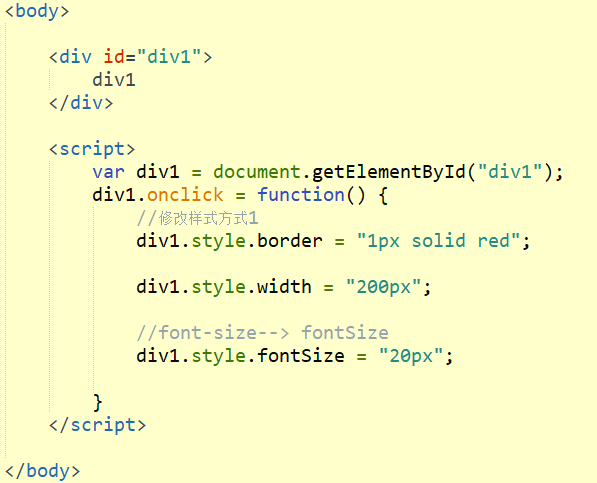 <body>
<div id="div1">
div1
</div>
<script>
var div1 = document.getElementById("div1");
div1.onclick = function() {
//修改样式方式1
div1.style.border = "1px solid red";
div1.style.width = "200px";
//font-size--> fontSize
div1.style.fontSize = "20px";
}
</script>
</body>